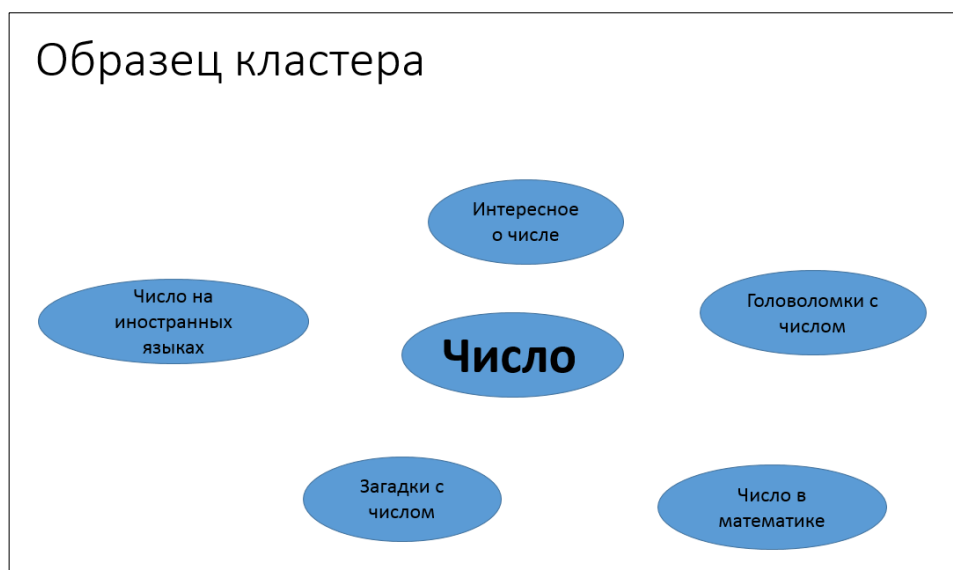 Образец кластера
Интересное
о числе
Число на
иностранных
языках
Головоломки с
числом
Число
Загадки с
числом
Число в
математике